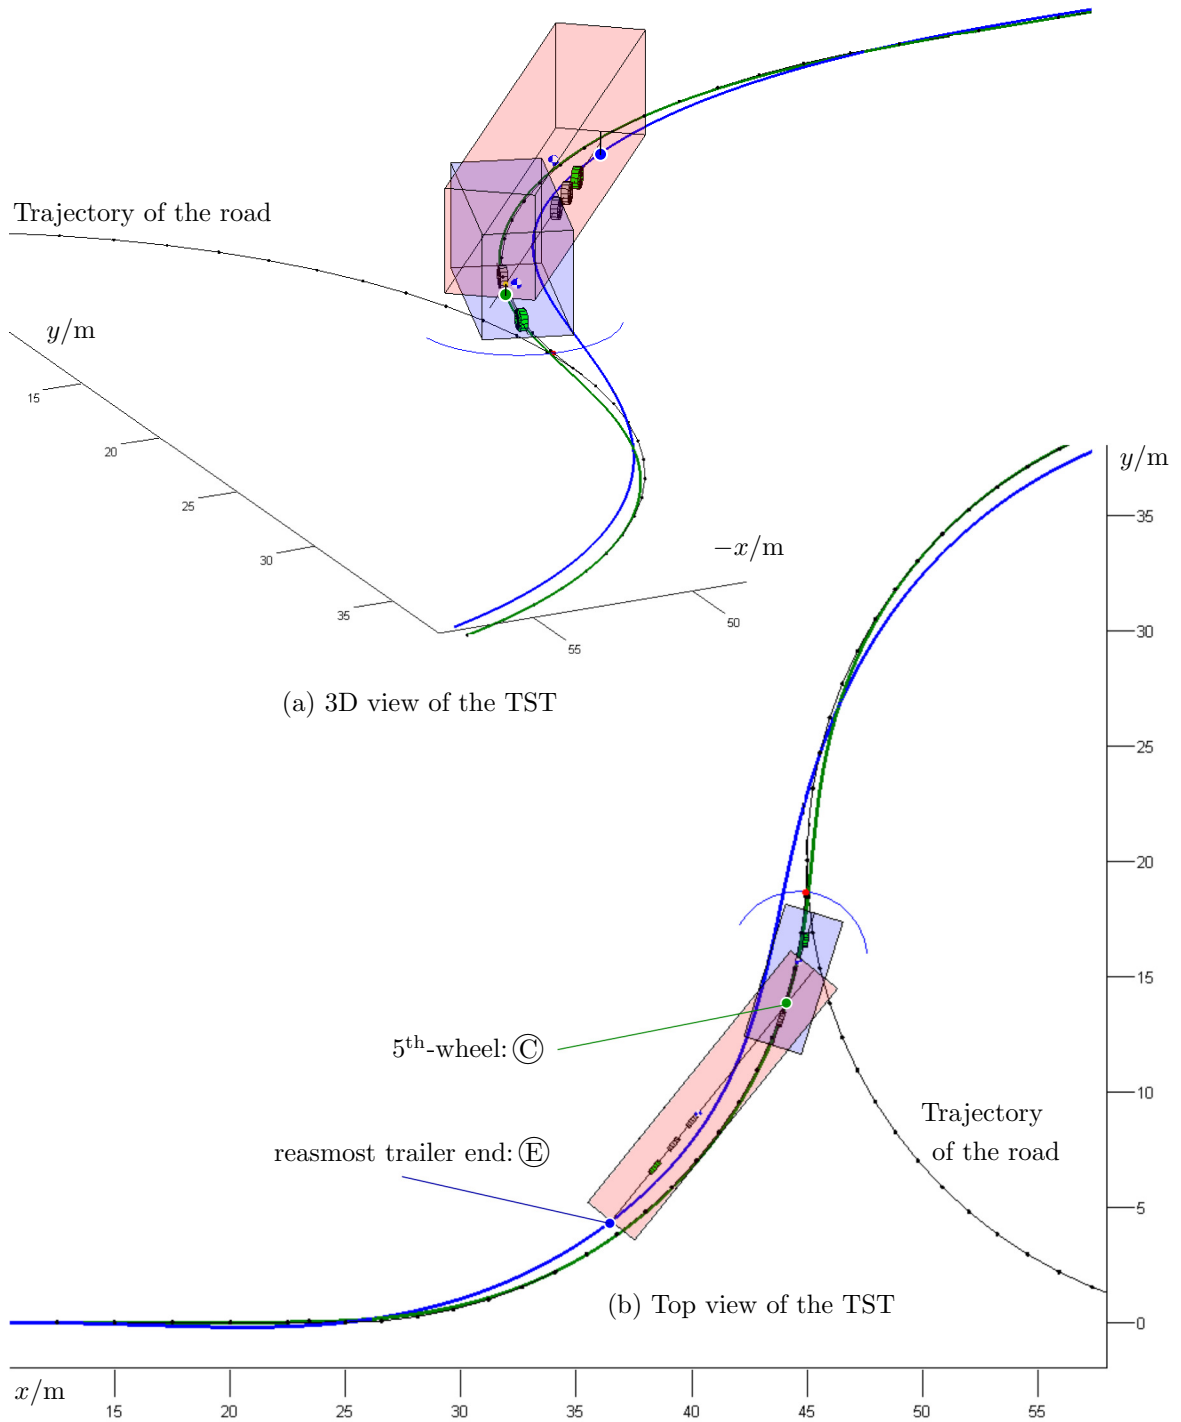 Trajectory of the road
y/m
15
20
25
30
35
−x/m
50
55
(a) 3D view of the TST
y/m
35
30
25
20
15
10
5
0
5th-wheel: Ⓒ
reasmost trailer end: Ⓔ
Trajectory
of the road
(b) Top view of the TST
x/m
15
20
25
30
35
40
45
50
55